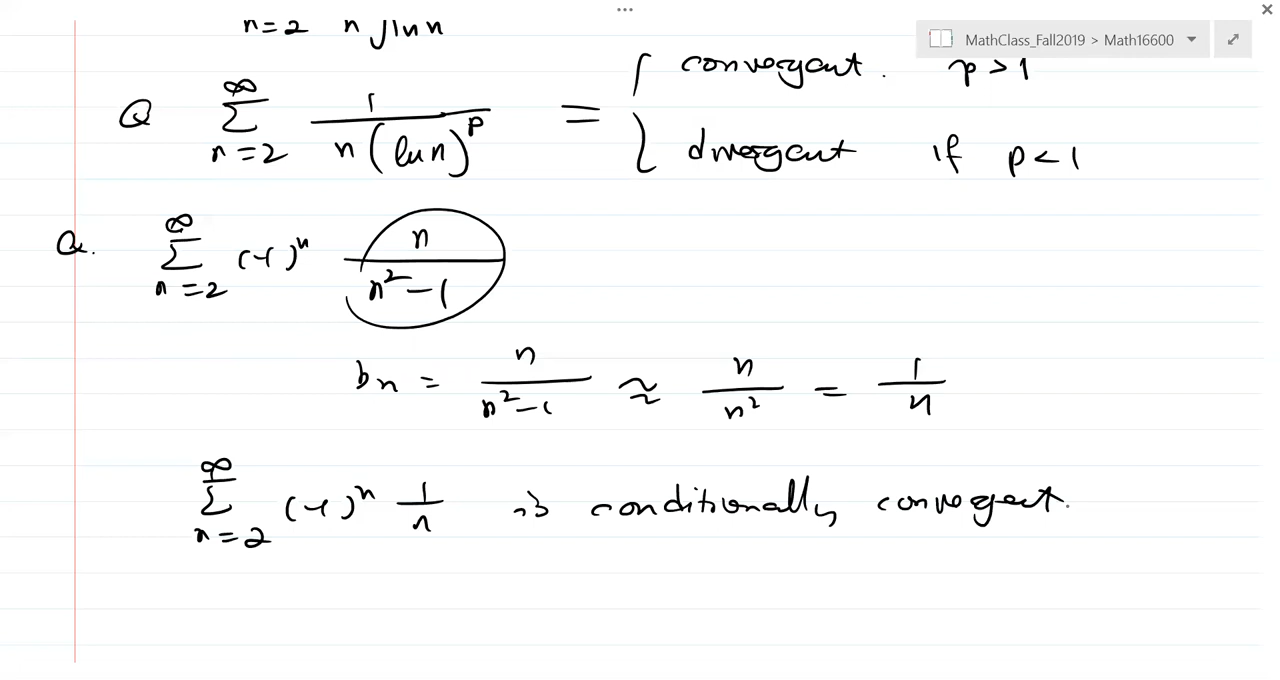 MathClass_Fall2019 > Math16600
n=2 n √ln n
Q ∑_{n=2}^{∞} 1/(n(ln n)^p) = { convergent. p>1
divergent if p<1
Q. ∑_{n=2}^{∞} (-1)^n n/(n²-1)
bn = n/(n²-1) ≈ n/n² = 1/n
∑_{n=2}^{∞} (-1)^n 1/n is conditionally convergent.